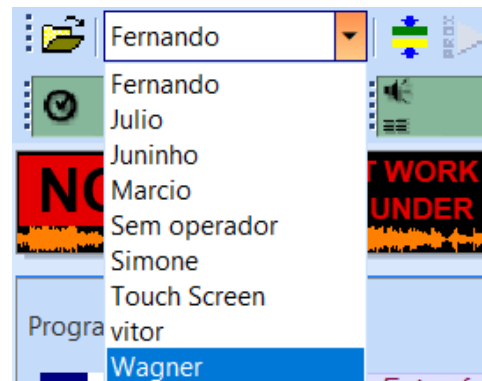 Fernando
Fernando
Julio
Juninho
Marcio
Sem operador
Simone
Touch Screen
vitor
Wagner
NO
T WORK
UNDER
Progra